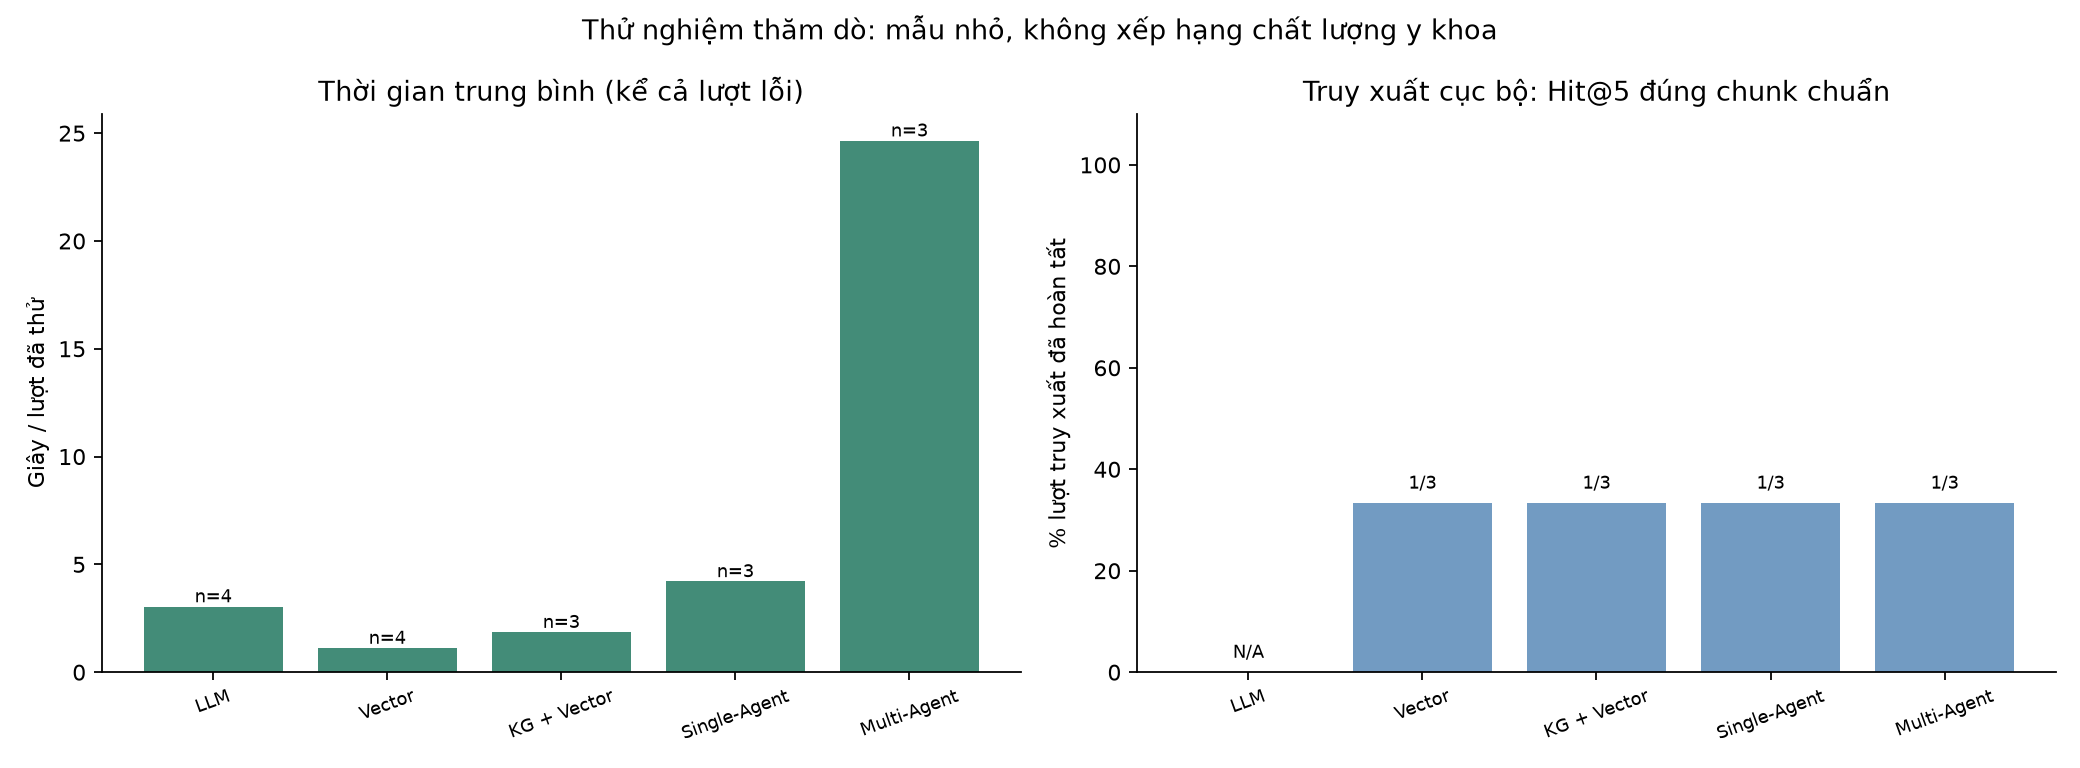 Thử nghiệm thăm dò: mẫu nhỏ, không xếp hạng chất lượng y khoa
Thời gian trung bình (kể cả lượt lỗi)
Giây / lượt đã thử
25
20
15
10
5
0
n=4
n=4
n=3
n=3
n=3
LLM
Vector
KG + Vector
Single-Agent
Multi-Agent
Truy xuất cục bộ: Hit@5 đúng chunk chuẩn
% lượt truy xuất đã hoàn tất
100
80
60
40
20
0
N/A
1/3
1/3
1/3
1/3
LLM
Vector
KG + Vector
Single-Agent
Multi-Agent